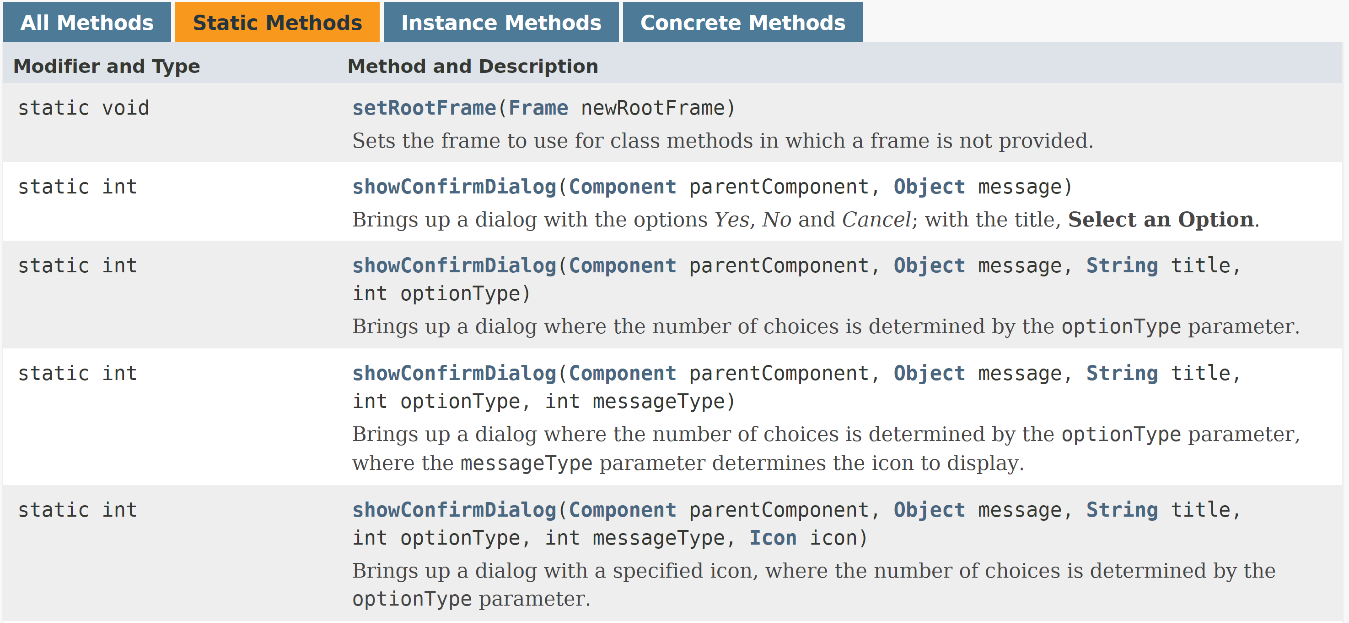 All Methods Static Methods Instance Methods Concrete Methods
Modifier and Type Method and Description
static void setRootFrame(Frame newRootFrame)
Sets the frame to use for class methods in which a frame is not provided.
static int showConfirmDialog(Component parentComponent, Object message)
Brings up a dialog with the options Yes, No and Cancel; with the title, Select an Option.
static int showConfirmDialog(Component parentComponent, Object message, String title,
int optionType)
Brings up a dialog where the number of choices is determined by the optionType parameter.
static int showConfirmDialog(Component parentComponent, Object message, String title,
int optionType, int messageType)
Brings up a dialog where the number of choices is determined by the optionType parameter,
where the messageType parameter determines the icon to display.
static int showConfirmDialog(Component parentComponent, Object message, String title,
int optionType, int messageType, Icon icon)
Brings up a dialog with a specified icon, where the number of choices is determined by the
optionType parameter.